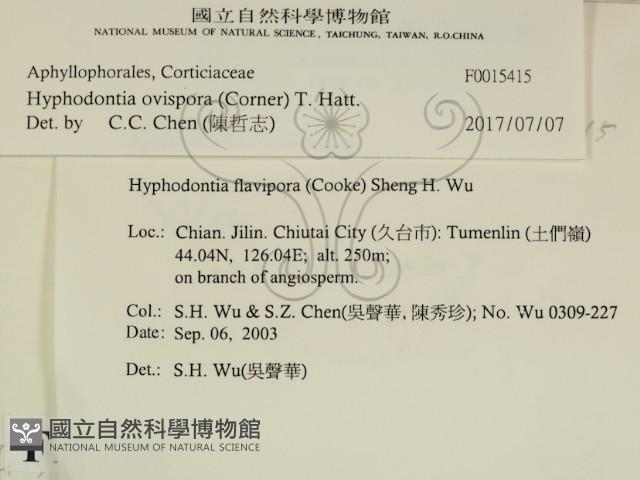 國立自然科學博物館
NATIONAL MUSEUM OF NATURAL SCIENCE, TAICHUNG, TAIWAN, R.O.CHINA
Aphyllophorales, Corticiaceae F0015415
Hyphodontia ovispora (Corner) T. Hatt.
Det. by C.C. Chen (陳哲志) 2017/07/07
Hyphodontia flavipora (Cooke) Sheng H. Wu
Loc.: Chian. Jilin. Chiutai City (久台市): Tumenlin (土們嶺)
44.04N, 126.04E; alt. 250m;
on branch of angiosperm.
Col.: S.H. Wu & S.Z. Chen(吳聲華, 陳秀珍); No. Wu 0309-227
Date: Sep. 06, 2003
Det.: S.H. Wu(吳聲華)
國立自然科學博物館
NATIONAL MUSEUM OF NATURAL SCIENCE